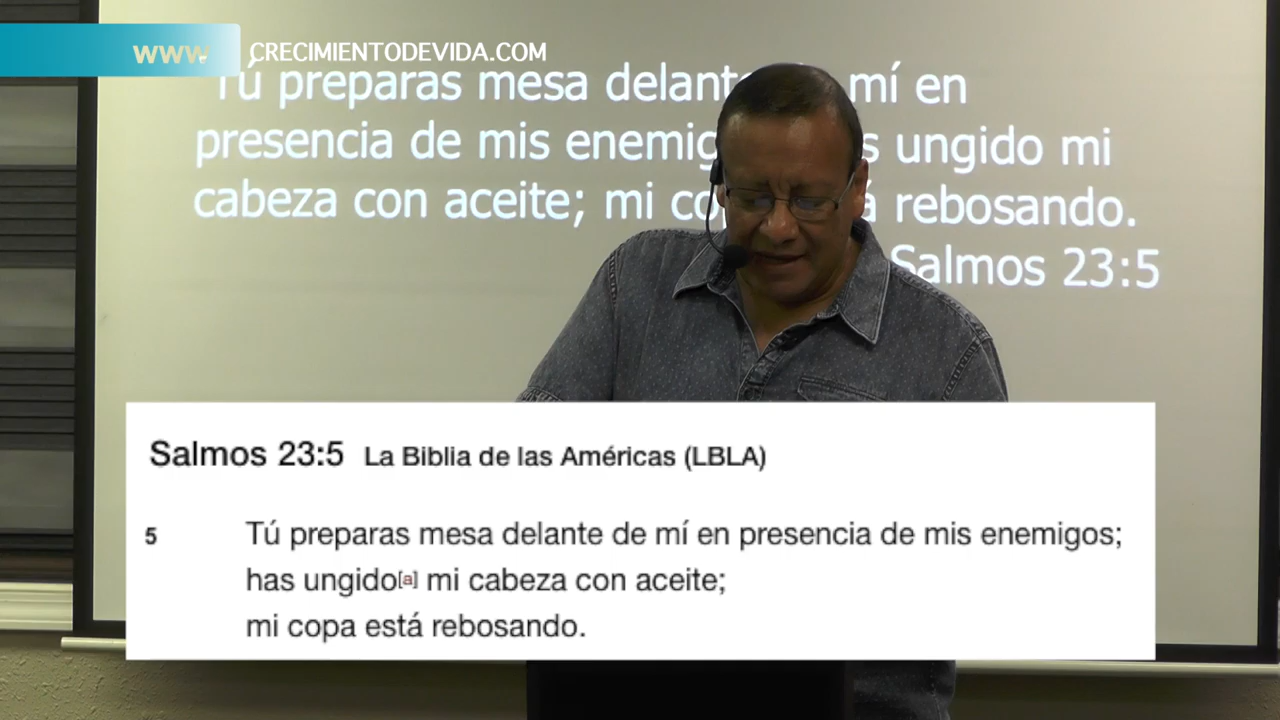 WWW.CRECIMIENTODEVIDA.COM
Tú preparas mesa delante mí en
presencia de mis ungido mi
cabeza con aceite; mi rebosando.
Salmos 23:5
Salmos 23:5 La Biblia de las Américas (LBLA)
5 Tú preparas mesa delante de mí en presencia de mis enemigos;
has ungido[a] mi cabeza con aceite;
mi copa está rebosando.